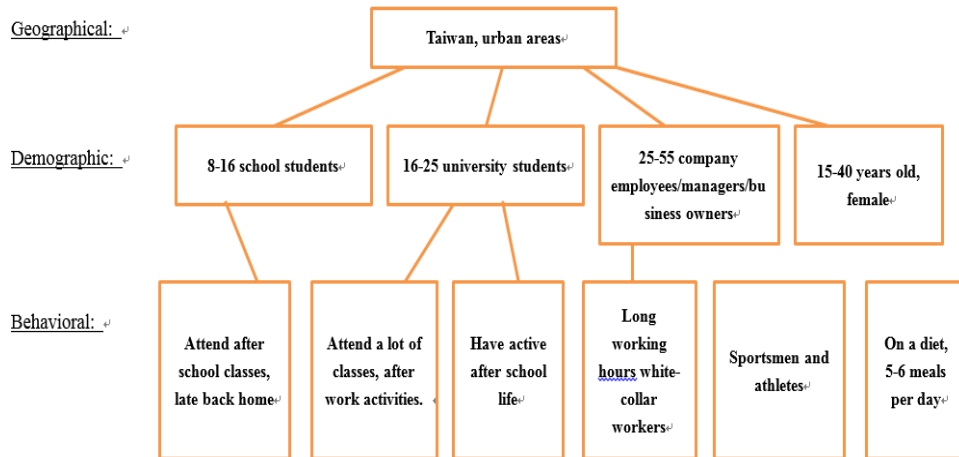 Geographical:
Taiwan, urban areas
Demographic:
8-16 school students
16-25 university students
25-55 company
employees/managers/bu
siness owners
15-40 years old,
female
Behavioral:
Attend after
school classes,
late back home
Attend a lot of
classes, after
work activities.
Have active
after school
life
Long
working
hours white-
collar
workers
Sportsmen and
athletes
On a diet,
5-6 meals
per day